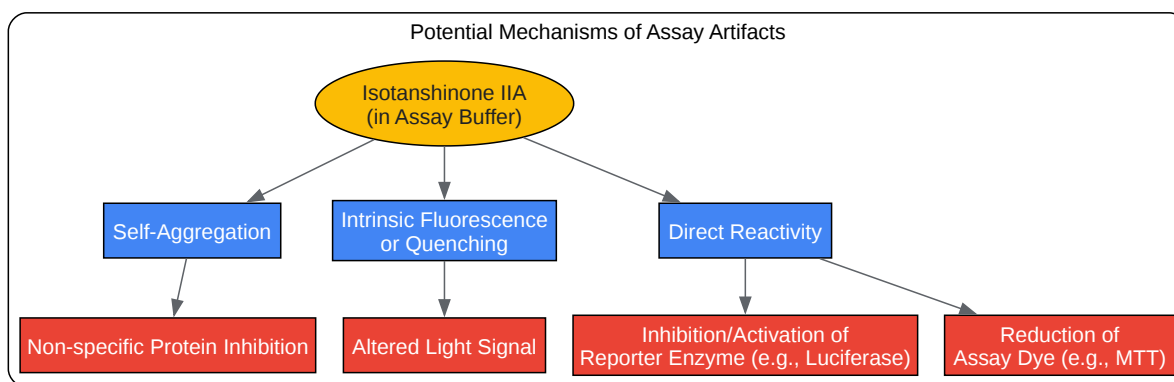 Potential Mechanisms of Assay Artifacts
Isotanshinone IIA
(in Assay Buffer)
Self-Aggregation
Intrinsic Fluorescence
or Quenching
Direct Reactivity
Non-specific Protein Inhibition
Altered Light Signal
Inhibition/Activation of
Reporter Enzyme (e.g., Luciferase)
Reduction of
Assay Dye (e.g., MTT)